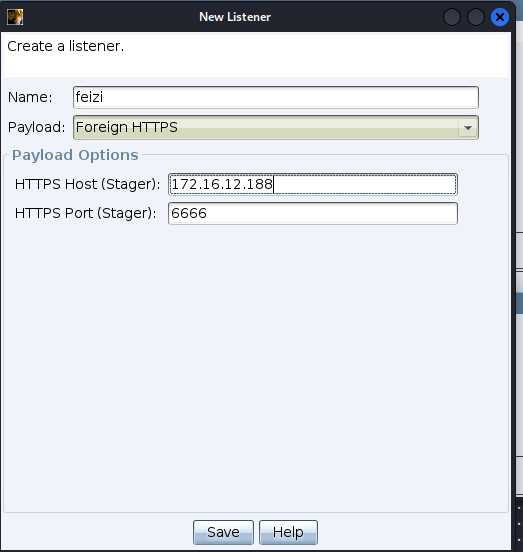 New Listener
Create a listener.
Name: feizi
Payload: Foreign HTTPS
Payload Options
HTTPS Host (Stager): 172.16.12.188
HTTPS Port (Stager): 6666
Save Help